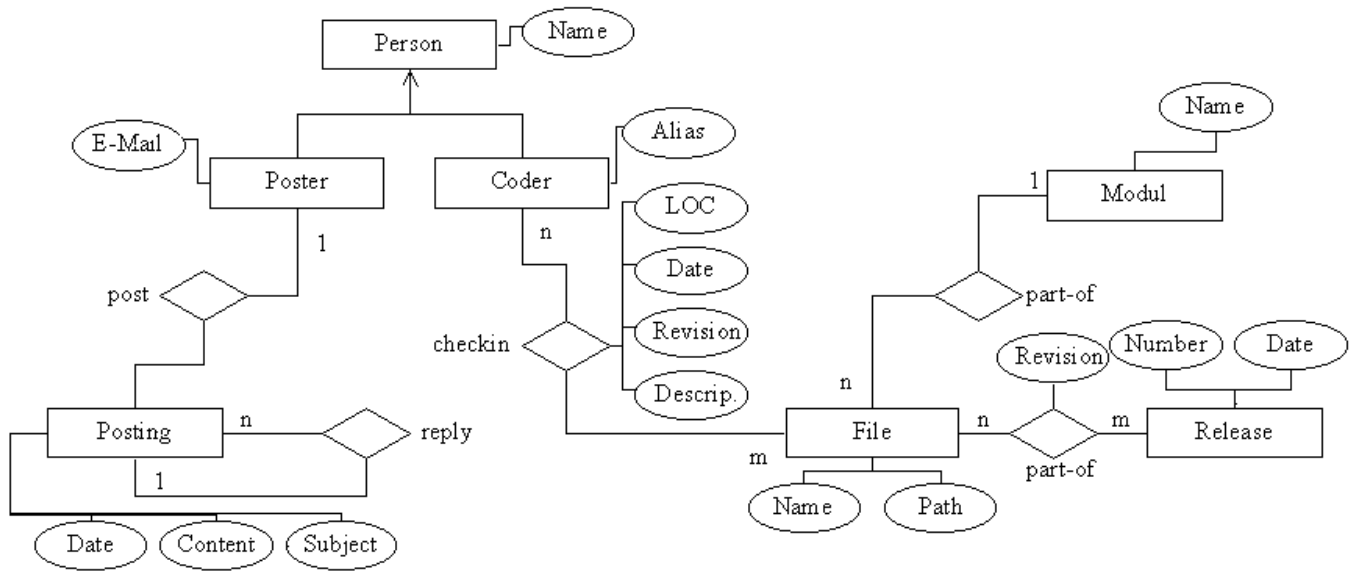 Person
Name
Name
E-Mail
Alias
Poster
Coder
Modul
1
LOC
1
n
Date
post
part-of
checkin
Revision
Revision
Number
Date
n
Descrip.
Posting
n
reply
File
n
m
Release
1
m
part-of
Name
Path
Date
Content
Subject